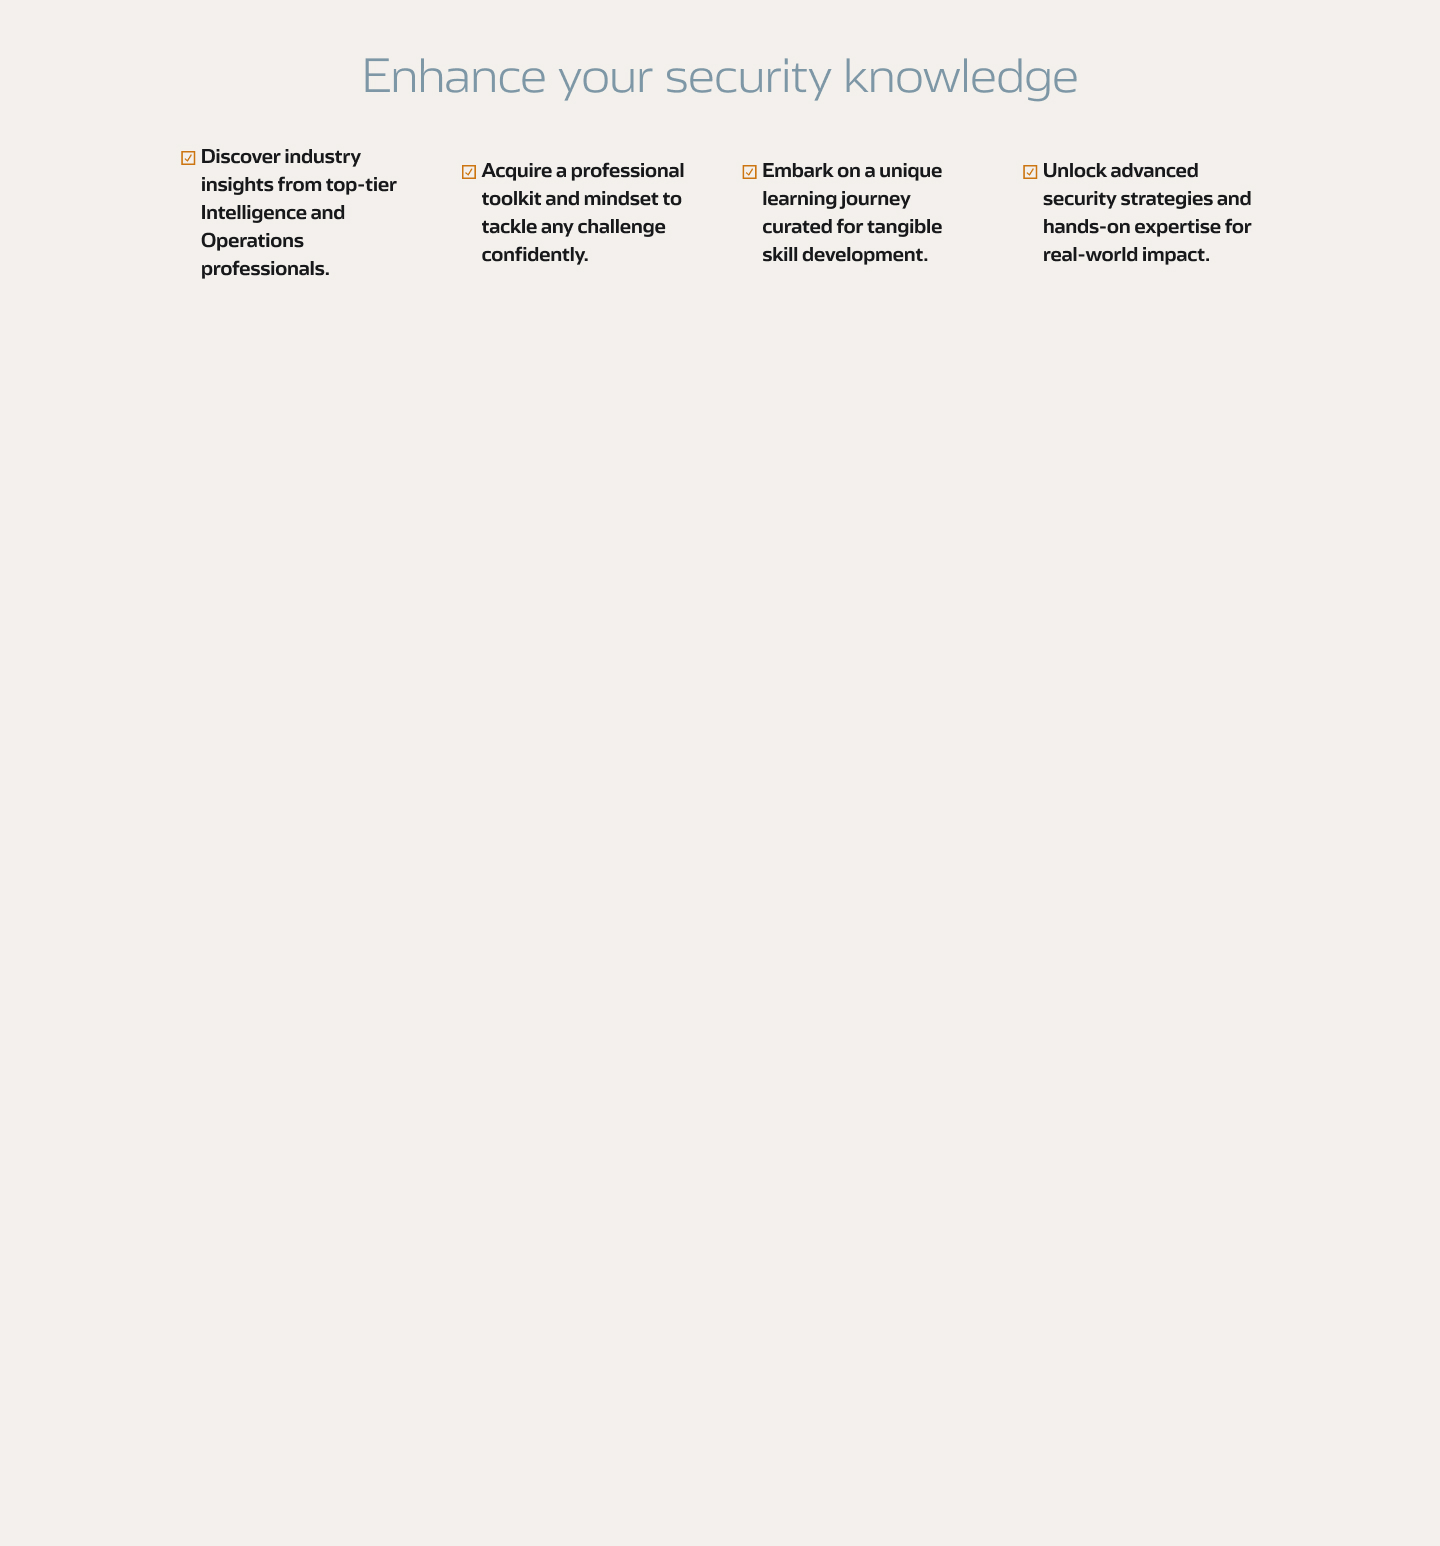 Enhance your security knowledge
Discover industry
insights from top-tier
Intelligence and
Operations
professionals.
Acquire a professional
toolkit and mindset to
tackle any challenge
confidently.
Embark on a unique
learning journey
curated for tangible
skill development.
Unlock advanced
security strategies and
hands-on expertise for
real-world impact.